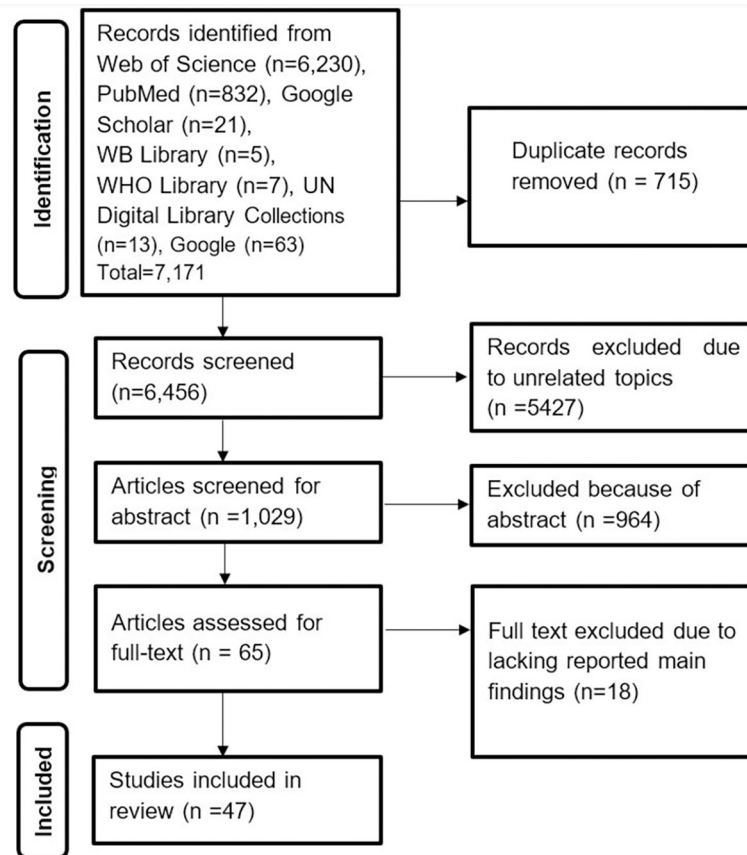 Identification
Records identified from
Web of Science (n=6,230),
PubMed (n=832), Google
Scholar (n=21),
WB Library (n=5),
WHO Library (n=7), UN
Digital Library Collections
(n=13), Google (n=63)
Total=7,171
Duplicate records
removed (n = 715)
Screening
Records screened
(n=6,456)
Records excluded due
to unrelated topics
(n =5427)
Articles screened for
abstract (n =1,029)
Excluded because of
abstract (n =964)
Articles assessed for
full-text (n = 65)
Full text excluded due to
lacking reported main
findings (n=18)
Included
Studies included in
review (n =47)